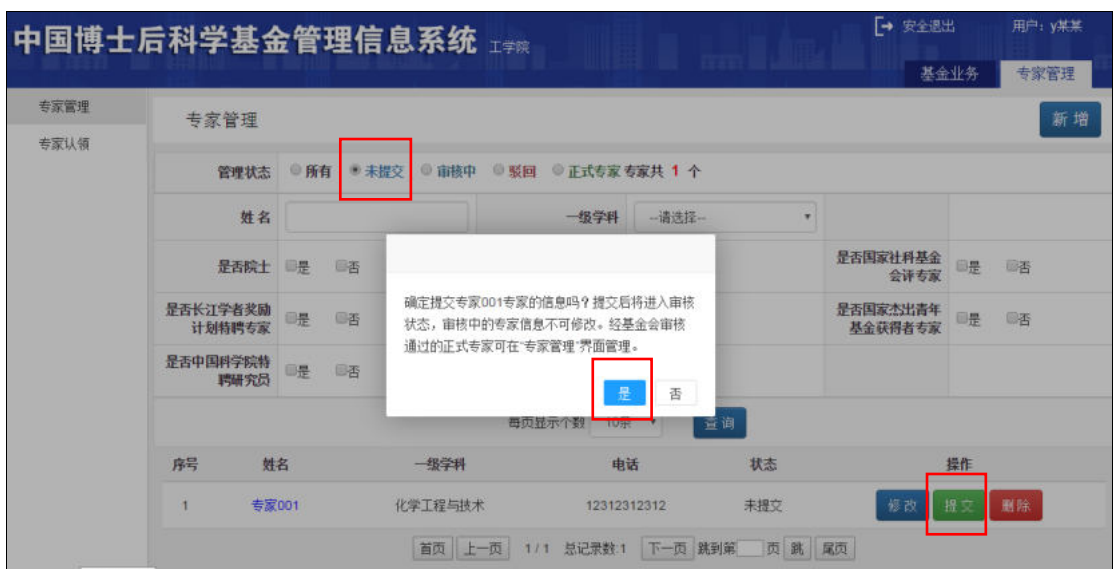 中国博士后科学基金管理信息系统 工学院 安全退出 用户：y某某
基金业务 专家管理
专家管理
专家认领
专家管理 新增
管理状态 所有 未提交 审核中 驳回 正式专家 专家共 1 个
姓名 一级学科 --请选择--
是否院士 是 否 是否国家社科基金会评专家 是 否
是否长江学者奖励计划特聘专家 是 否 是否国家杰出青年基金获得者专家 是 否
是否中国科学院特聘研究员 是 否
确定提交专家001专家的信息吗？提交后将进入审核
状态，审核中的专家信息不可修改。经基金会审核
通过的正式专家可在"专家管理"界面管理。
是 否
每页显示个数 10条 查询
序号 姓名 一级学科 电话 状态 操作
1 专家001 化学工程与技术 12312312312 未提交 修改 提交 删除
首页 上一页 1/1 总记录数:1 下一页 跳到第 页 跳 尾页